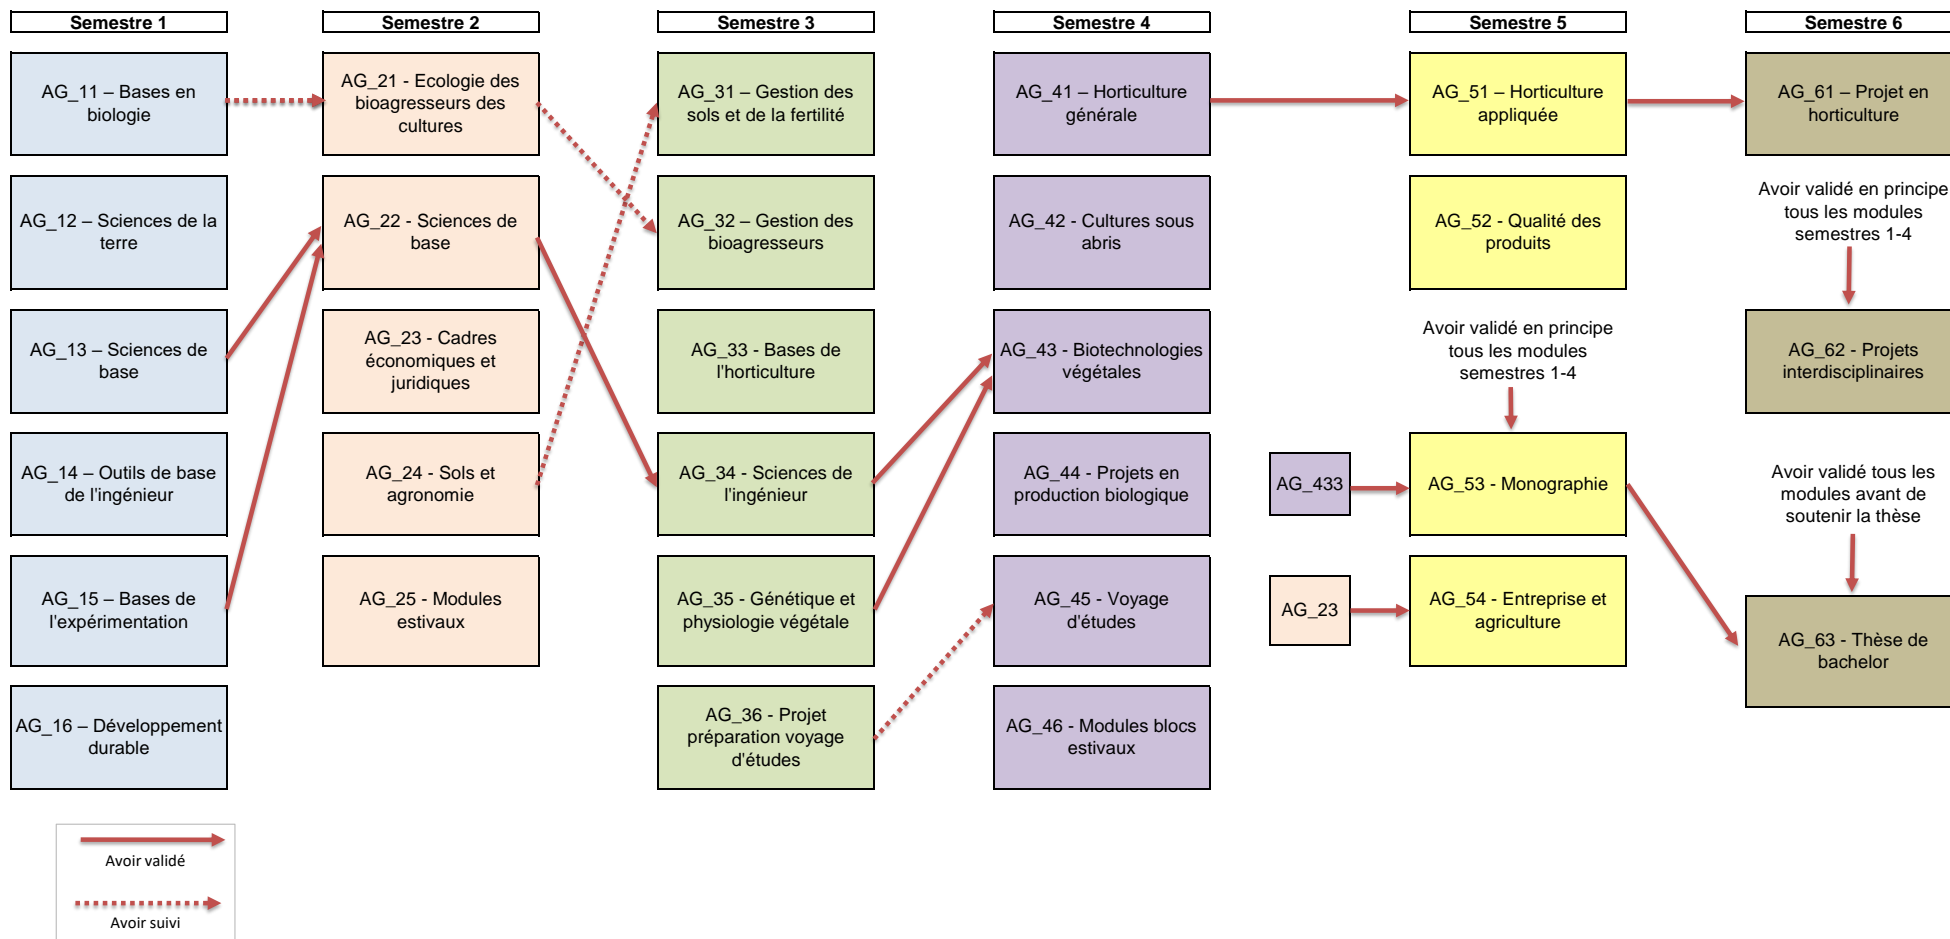 Semestre 1
Semestre 2
Semestre 3
Semestre 4
Semestre 5
Semestre 6
AG_11 – Bases en
biologie
AG_12 – Sciences de la
terre
AG_13 – Sciences de
base
AG_14 – Outils de base
de l'ingénieur
AG_15 – Bases de
l'expérimentation
AG_16 – Développement
durable
AG_21 - Ecologie des
bioagresseurs des
cultures
AG_22 - Sciences de
base
AG_23 - Cadres
économiques et
juridiques
AG_24 - Sols et
agronomie
AG_25 - Modules
estivaux
AG_31 – Gestion des
sols et de la fertilité
AG_32 – Gestion des
bioagresseurs
AG_33 - Bases de
l'horticulture
AG_34 - Sciences de
l'ingénieur
AG_35 - Génétique et
physiologie végétale
AG_36 - Projet
préparation voyage
d'études
AG_41 – Horticulture
générale
AG_42 - Cultures sous
abris
AG_43 - Biotechnologies
végétales
AG_44 - Projets en
production biologique
AG_45 - Voyage
d'études
AG_46 - Modules blocs
estivaux
AG_433
AG_23
AG_51 – Horticulture
appliquée
AG_52 - Qualité des
produits
Avoir validé en principe
tous les modules
semestres 1-4
AG_53 - Monographie
AG_54 - Entreprise et
agriculture
AG_61 - Projet en
horticulture
Avoir validé en principe
tous les modules
semestres 1-4
AG_62 - Projets
interdisciplinaires
Avoir validé tous les
modules avant de
soutenir la thèse
AG_63 - Thèse de
bachelor
Avoir validé
Avoir suivi